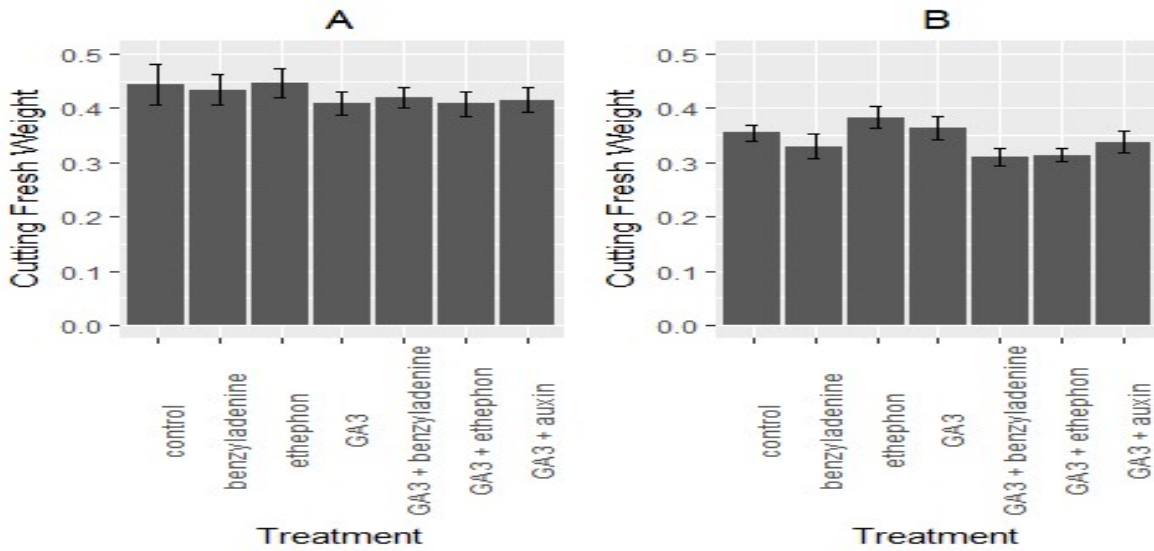 A
Cutting Fresh Weight
0.5
0.4
0.3
0.2
0.1
0.0
control
benzyladenine
ethephon
GA3
GA3 + benzyladenine
GA3 + ethephon
GA3 + auxin
Treatment
B
Cutting Fresh Weight
0.5
0.4
0.3
0.2
0.1
0.0
control
benzyladenine
ethephon
GA3
GA3 + benzyladenine
GA3 + ethephon
GA3 + auxin
Treatment